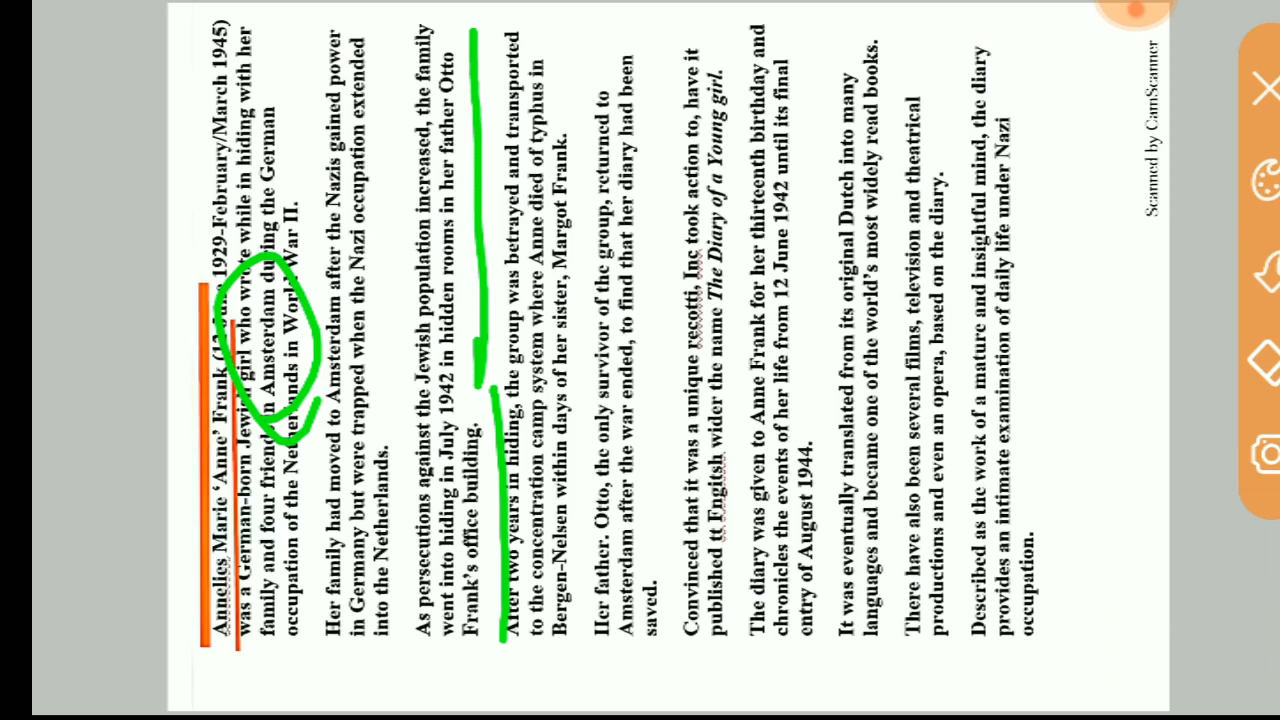 Annelies Marie 'Anne' Frank (12 June 1929-February/March 1945)
was a German-born Jewish girl who wrote while in hiding with her
family and four friends in Amsterdam during the German
occupation of the Netherlands in World War II.
Her family had moved to Amsterdam after the Nazis gained power
in Germany but were trapped when the Nazi occupation extended
into the Netherlands.
As persecutions against the Jewish population increased, the family
went into hiding in July 1942 in hidden rooms in her father Otto
Frank's office building.
After two years in hiding, the group was betrayed and transported
to the concentration camp system where Anne died of typhus in
Bergen-Nelsen within days of her sister, Margot Frank.
Her father. Otto, the only survivor of the group, returned to
Amsterdam after the war ended, to find that her diary had been
saved.
Convinced that it was a unique recotti, Inc took action to, have it
published tt Engitsh wider the name The Diary of a Young girl.
The diary was given to Anne Frank for her thirteenth birthday and
chronicles the events of her life from 12 June 1942 until its final
entry of August 1944.
It was eventually translated from its original Dutch into many
languages and became one of the world's most widely read books.
There have also been several films, television and theatrical
productions and even an opera, based on the diary.
Described as the work of a mature and insightful mind, the diary
provides an intimate examination of daily life under Nazi
occupation.
Scanned by CamScanner